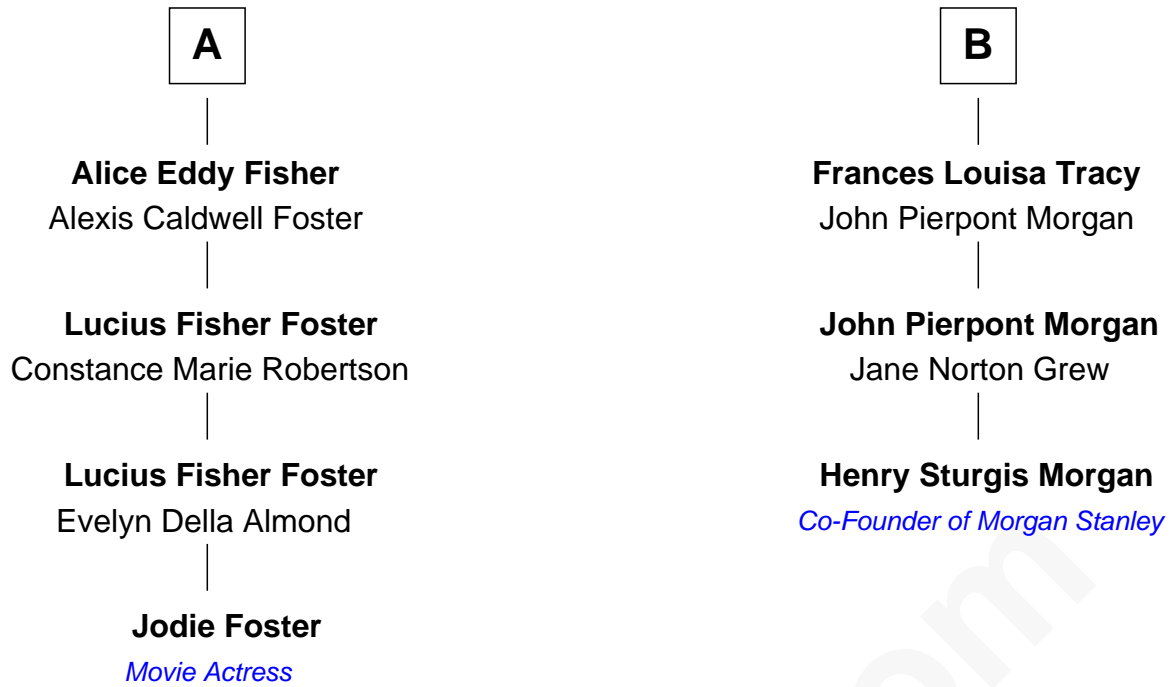 A
Alice Eddy Fisher
Alexis Caldwell Foster
Lucius Fisher Foster
Constance Marie Robertson
Lucius Fisher Foster
Evelyn Della Almond
Jodie Foster
Movie Actress
B
Frances Louisa Tracy
John Pierpont Morgan
John Pierpont Morgan
Jane Norton Grew
Henry Sturgis Morgan
Co-Founder of Morgan Stanley
om